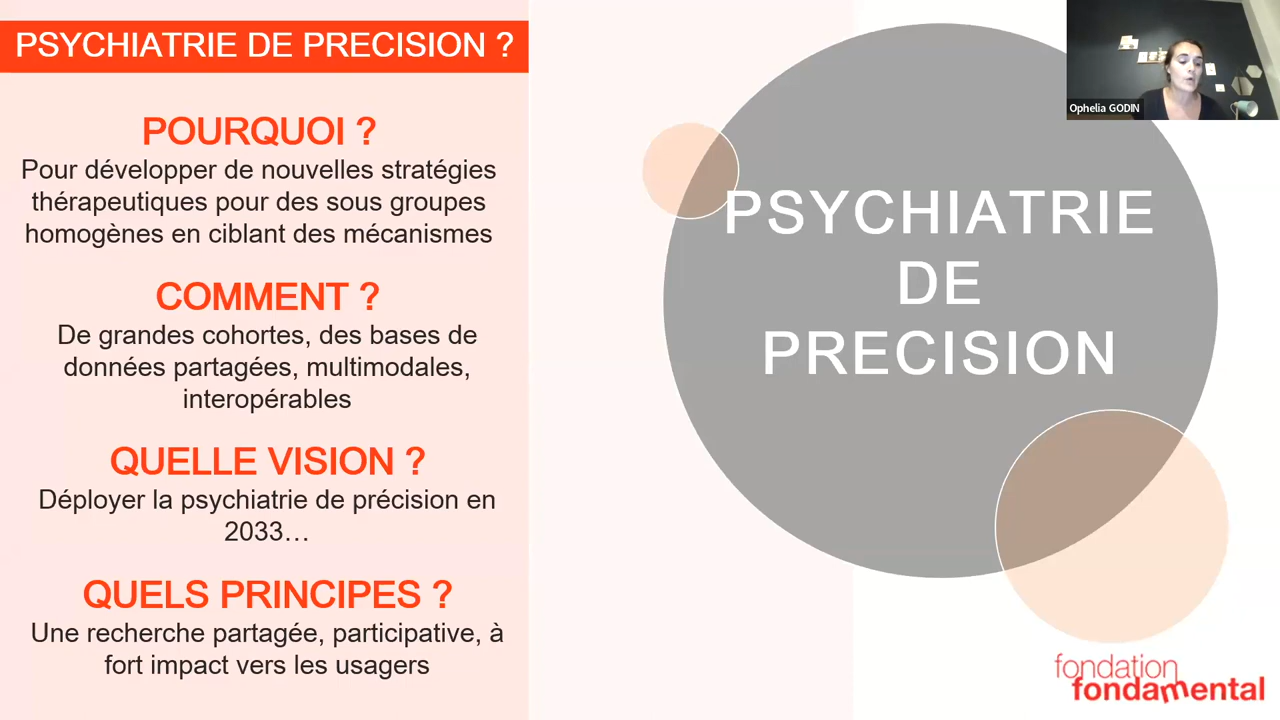 PSYCHIATRIE DE PRECISION ?
POURQUOI ?
Pour développer de nouvelles stratégies
thérapeutiques pour des sous groupes
homogènes en ciblant des mécanismes
COMMENT ?
De grandes cohortes, des bases de
données partagées, multimodales,
interopérables
QUELLE VISION ?
Déployer la psychiatrie de précision en
2033…
QUELS PRINCIPES ?
Une recherche partagée, participative, à
fort impact vers les usagers
PSYCHIATRIE
DE
PRECISION
Ophelia GODIN
fondation
fondamental